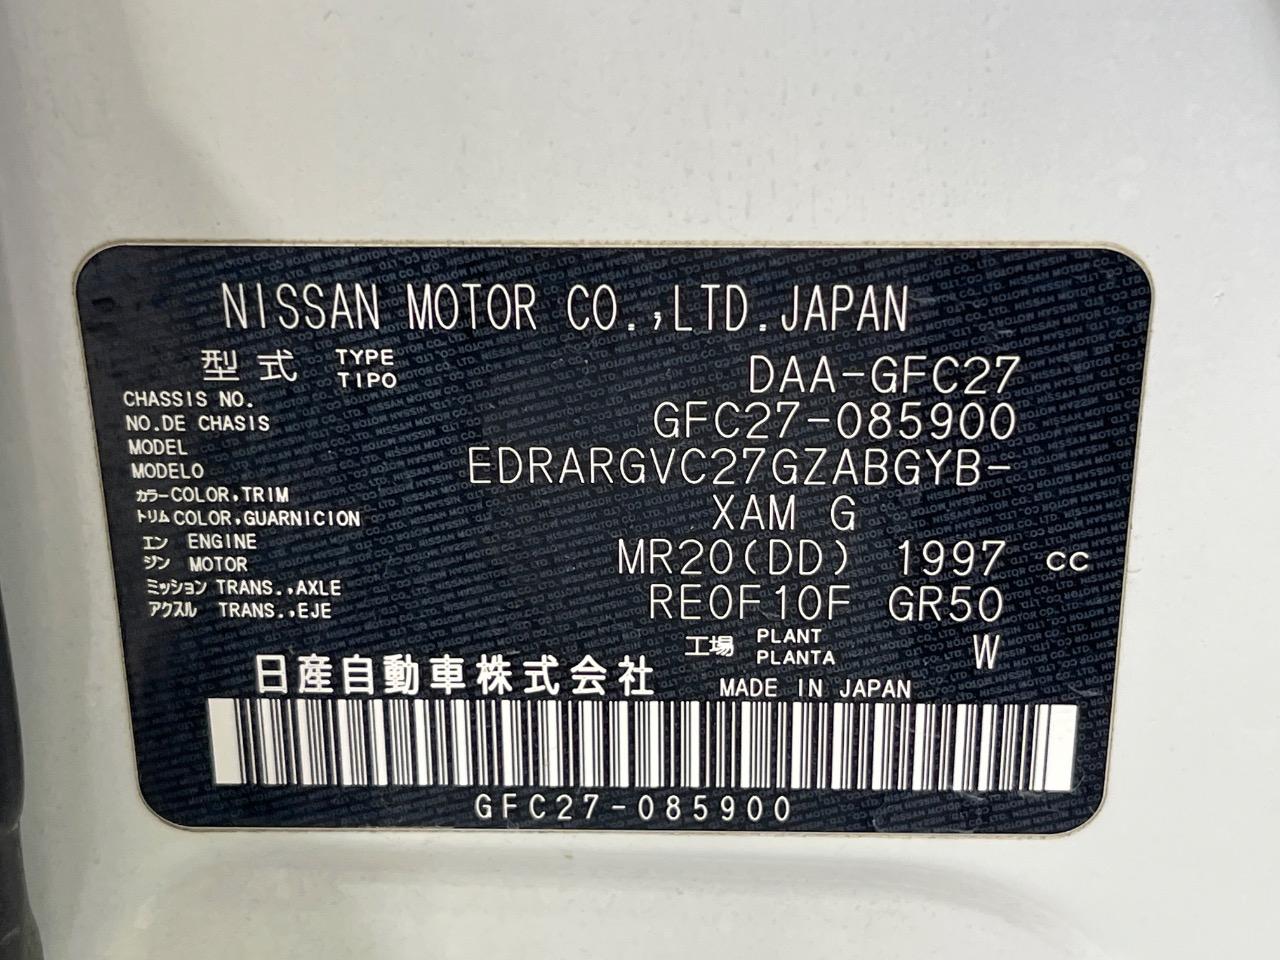 NISSAN MOTOR CO.,LTD.JAPAN
型式 TYPE TIPO DAA-GFC27
CHASSIS NO.
NO.DE CHASIS GFC27-085900
MODEL
MODELO EDRARGVC27GZABGYB-
カラー COLOR,TRIM
トリム COLOR,GUARNICION XAM G
エン ENGINE
ジン MOTOR MR20(DD) 1997 cc
ミッション TRANS.,AXLE
アクスル TRANS.,EJE RE0F10F GR50
工場 PLANT PLANTA W
日産自動車株式会社 MADE IN JAPAN
GFC27-085900